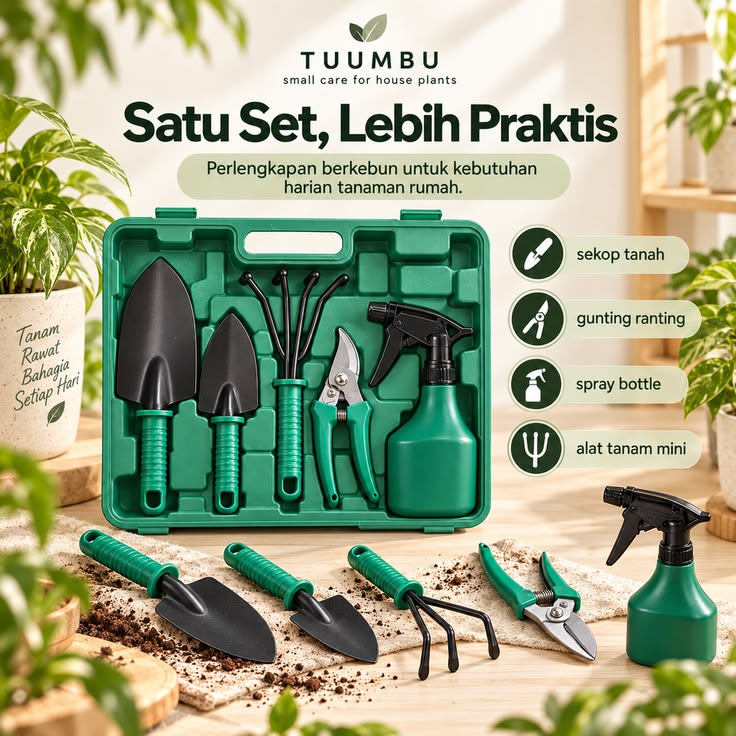 TUUMBU
small care for house plants
Satu Set, Lebih Praktis
Perlengkapan berkebun untuk kebutuhan
harian tanaman rumah.
sekop tanah
gunting ranting
spray bottle
alat tanam mini
Tanam
Rawat
Bahagia
Setiap Hari